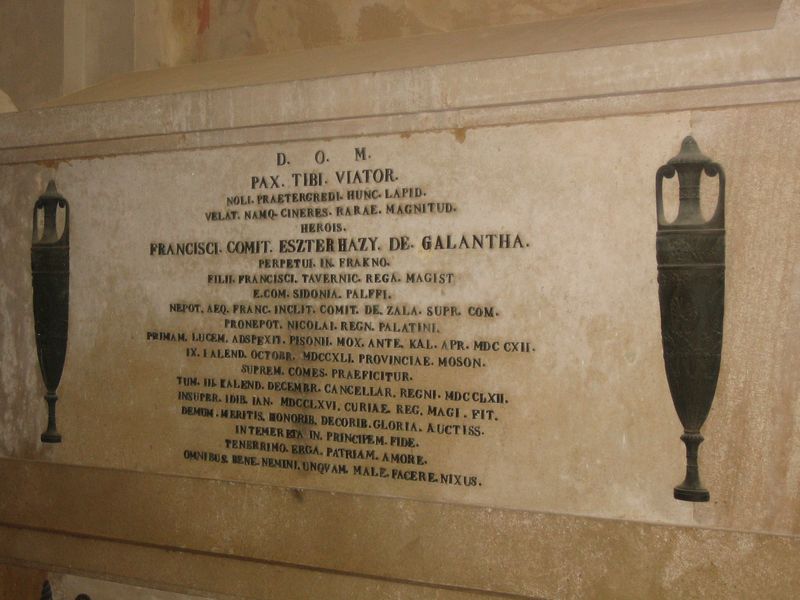 D. O. M.
PAX. TIBI. VIATOR.
NOLI. PRAETERGREDI. HUNC. LAPID.
VELAT. NAMQ. CINERES. RARAE. MAGNITUD.
HEROIS.
FRANCISCI. COMIT. ESZTERHAZY. DE. GALANTHA.
PERPETUI. IN. FRAKNO.
FILII. FRANCISCI. TAVERNIC. REGA. MAGIST
E. COM. SIDONIA. PALFFI.
NEPOT. AEQ. FRANC. INCLIT. COMIT. DE. ZALA. SUPR. COM.
PRONEPOT. NICOLAI. REGN. PALATINI.
PRIMAM. LUCEM. ADSPEXIT. PISONII. MOX. ANTE. KAL. APR. MDCCXII.
IX. KALEND. OCTOBR. MDCCXLI. PROVINCIAE. MOSON.
SUPREM. COMES. PRAEFICITUR.
TUM. III. KALEND. DECEMBR. CANCELLAR. REGNI. MDCCLXII.
INSUPER. IDIB. IAN. MDCCLXVI. CURIAE. REG. MAGI. FIT.
DEMUM. MERITIS. HONORIB. DECORIB. GLORIA. AUCTISS.
INTEMERETA. IN. PRINCIPEM. FIDE.
TENERRIMO. ERGA. PATRIAM. AMORE.
OMNIBUS. BENE. NEMINI. UNQVAM. MALE. FACERE. NIXUS.